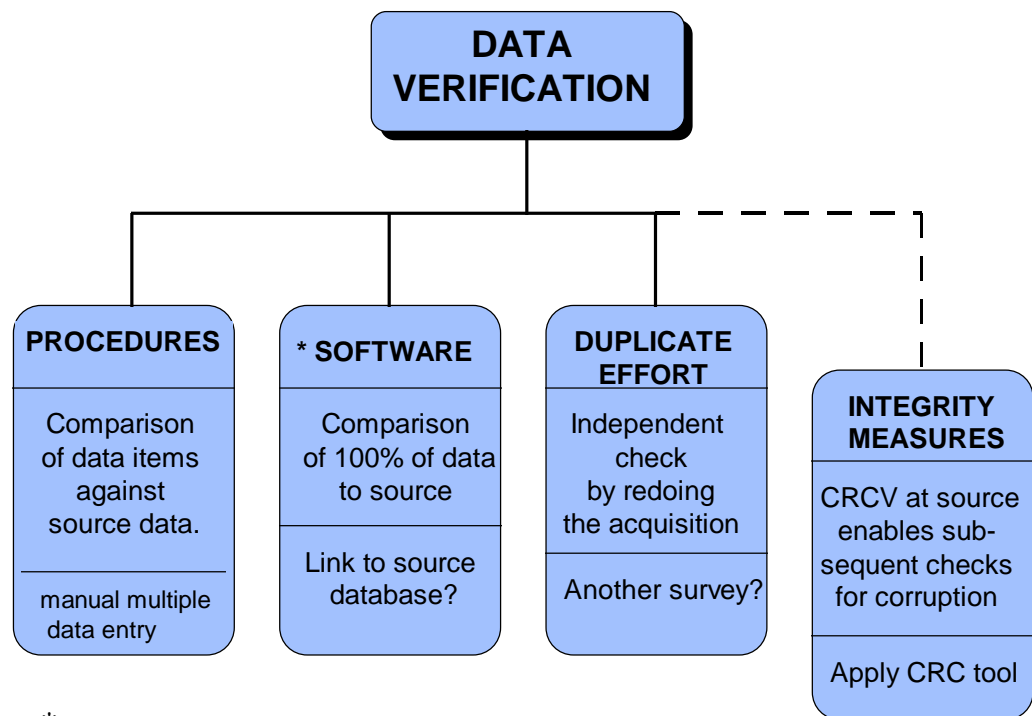 DATA
VERIFICATION
PROCEDURES
Comparison
of data items
against
source data.
manual multiple
data entry
* SOFTWARE
Comparison
of 100% of data
to source
Link to source
database?
DUPLICATE
EFFORT
Independent
check
by redoing
the acquisition
Another survey?
INTEGRITY
MEASURES
CRCV at source
enables sub-
sequent checks
for corruption
Apply CRC tool
*